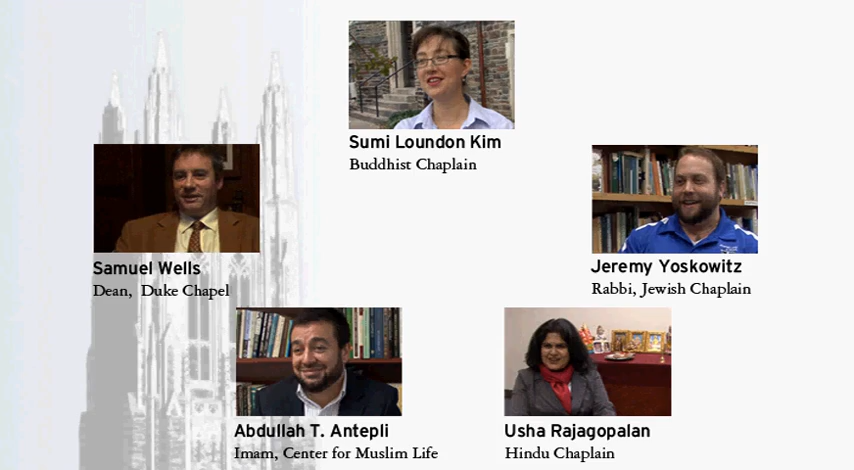 Sumi Loundon Kim
Buddhist Chaplain
Samuel Wells
Dean, Duke Chapel
Jeremy Yoskowitz
Rabbi, Jewish Chaplain
Abdullah T. Antepli
Imam, Center for Muslim Life
Usha Rajagopalan
Hindu Chaplain